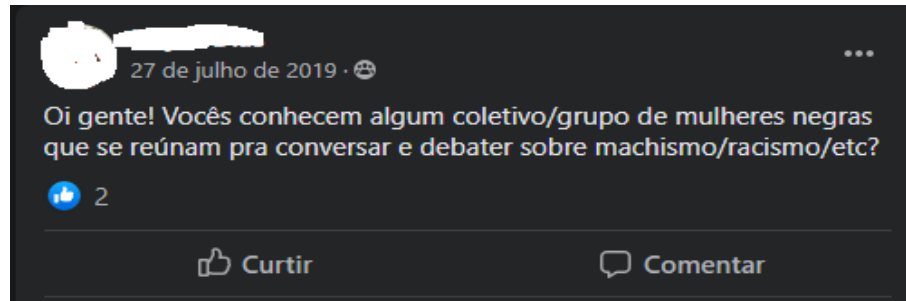 27 de julho de 2019 ·
Oi gente! Vocês conhecem algum coletivo/grupo de mulheres negras
que se reúnam pra conversar e debater sobre machismo/racismo/etc?
2
Curtir
Comentar